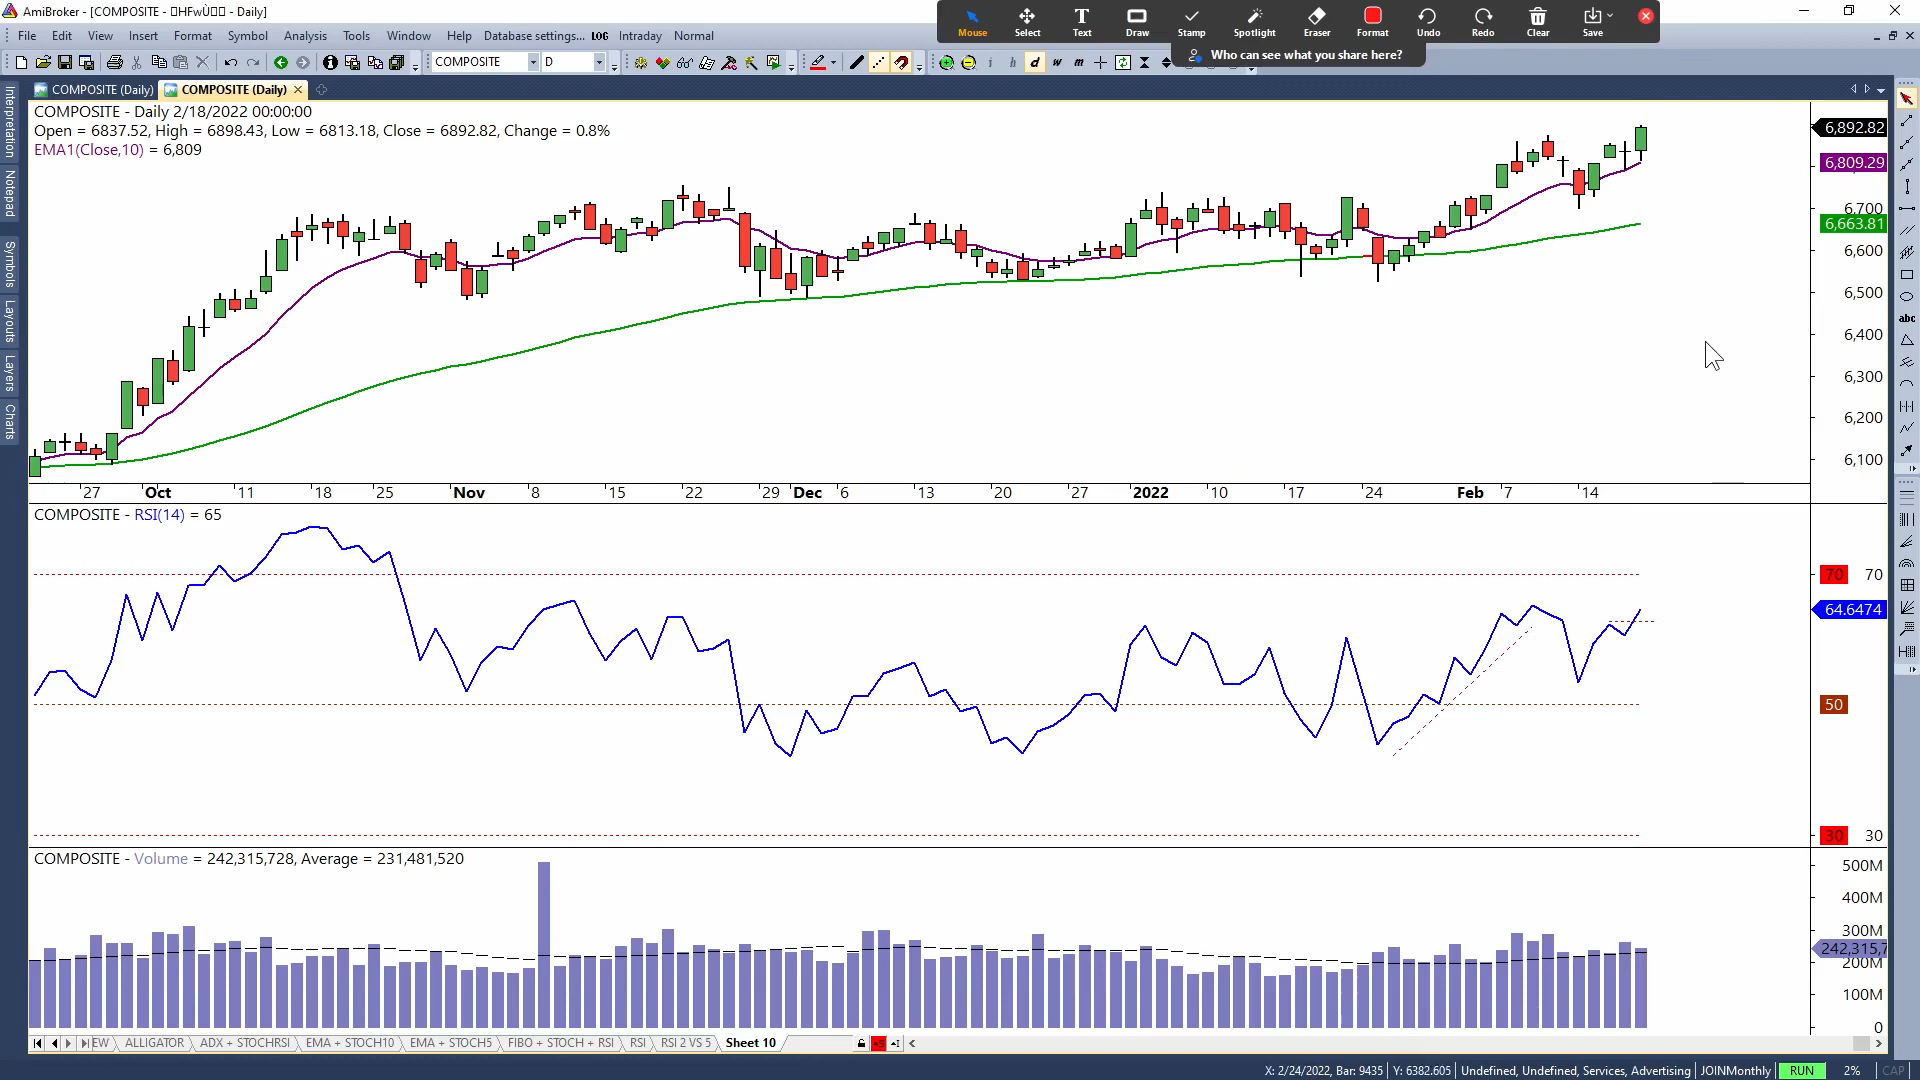 AmiBroker - [COMPOSITE - - Daily]
Mouse Select Text Draw Stamp Spotlight Eraser Format Undo Redo Clear Save
Who can see what you share here?
File Edit View Insert Format Symbol Analysis Tools Window Help Database settings... LOG Intraday Normal
COMPOSITE D i h d w m
COMPOSITE (Daily) COMPOSITE (Daily)
Interpretation
Notepad
Symbols
Layouts
Layers
Charts
abc
COMPOSITE - Daily 2/18/2022 00:00:00
Open = 6837.52, High = 6898.43, Low = 6813.18, Close = 6892.82, Change = 0.8%
EMA1(Close,10) = 6,809
6,892.82
6,809.29
6,700
6,663.81
6,600
6,500
6,400
6,300
6,200
6,100
27 Oct 11 18 25 Nov 8 15 22 29 Dec 6 13 20 27 2022 10 17 24 Feb 7 14
COMPOSITE - RSI(14) = 65
70 70
64.6474
50
30 30
COMPOSITE - Volume = 242,315,728, Average = 231,481,520
500M
400M
300M
242,315,7
200M
100M
0
EW ALLIGATOR ADX + STOCHRSI EMA + STOCH10 EMA + STOCH5 FIBO + STOCH + RSI RSI RSI 2 VS 5 Sheet 10
X: 2/24/2022, Bar: 9435 Y: 6382.605 Undefined, Undefined, Services, Advertising JOINMonthly RUN 2% CAP